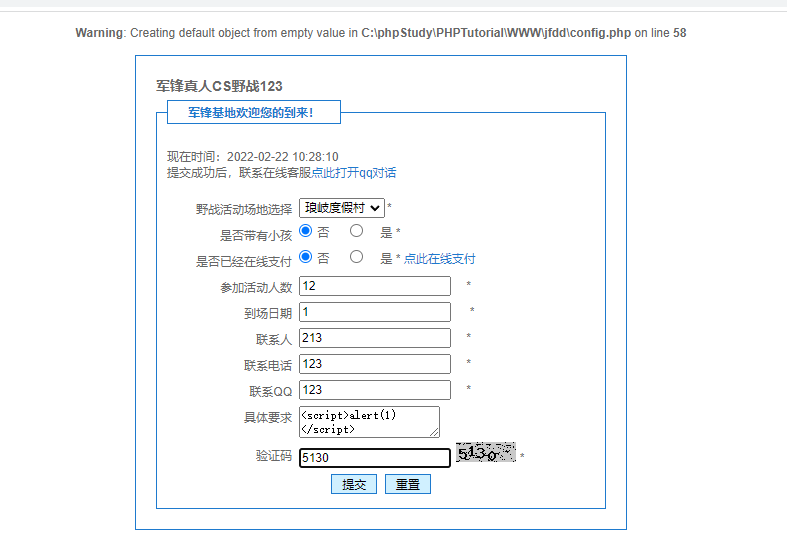 Warning: Creating default object from empty value in C:\phpStudy\PHPTutorial\WWW\jfdd\config.php on line 58
军锋真人CS野战123
军锋基地欢迎您的到来！
现在时间：2022-02-22 10:28:10
提交成功后，联系在线客服点此打开qq对话
野战活动场地选择 琅岐度假村 *
是否带有小孩 否 是 *
是否已经在线支付 否 是 * 点此在线支付
参加活动人数 12 *
到场日期 1 *
联系人 213 *
联系电话 123 *
联系QQ 123 *
具体要求 <script>alert(1)
</script>
验证码 5130 5130 *
提交 重置